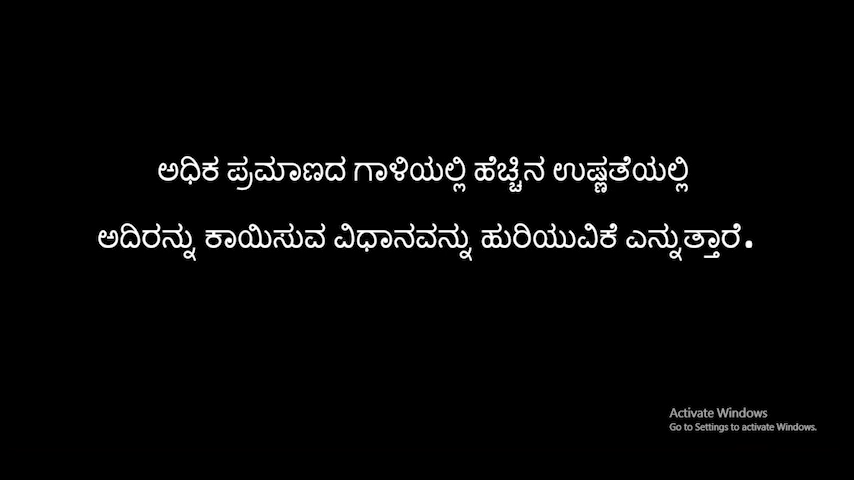 ಅಧಿಕ ಪ್ರಮಾಣದ ಗಾಳಿಯಲ್ಲಿ ಹೆಚ್ಚಿನ ಉಷ್ಣತೆಯಲ್ಲಿ
ಅದಿರನ್ನು ಕಾಯಿಸುವ ವಿಧಾನವನ್ನು ಹುರಿಯುವಿಕೆ ಎನ್ನುತ್ತಾರೆ.
Activate Windows
Go to Settings to activate Windows.